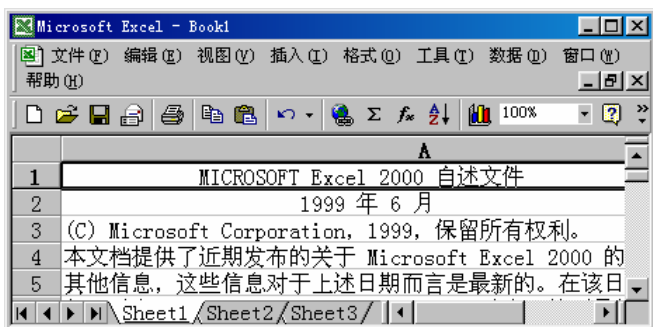 Microsoft Excel - Book1
文件(F) 编辑(E) 视图(V) 插入(I) 格式(O) 工具(T) 数据(D) 窗口(W)
帮助(H)
Σ fx 100%
A
1 MICROSOFT Excel 2000 自述文件
2 1999 年 6 月
3 (C) Microsoft Corporation, 1999, 保留所有权利。
4 本文档提供了近期发布的关于 Microsoft Excel 2000 的
5 其他信息, 这些信息对于上述日期而言是最新的。在该日
Sheet1 Sheet2 Sheet3